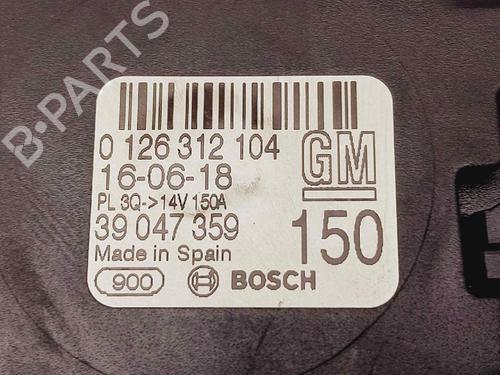 B-PARTS
0 126 312 104
16-06-18
PL 3Q->14V 150A
39 047 359
Made in Spain
900
BOSCH
GM
150